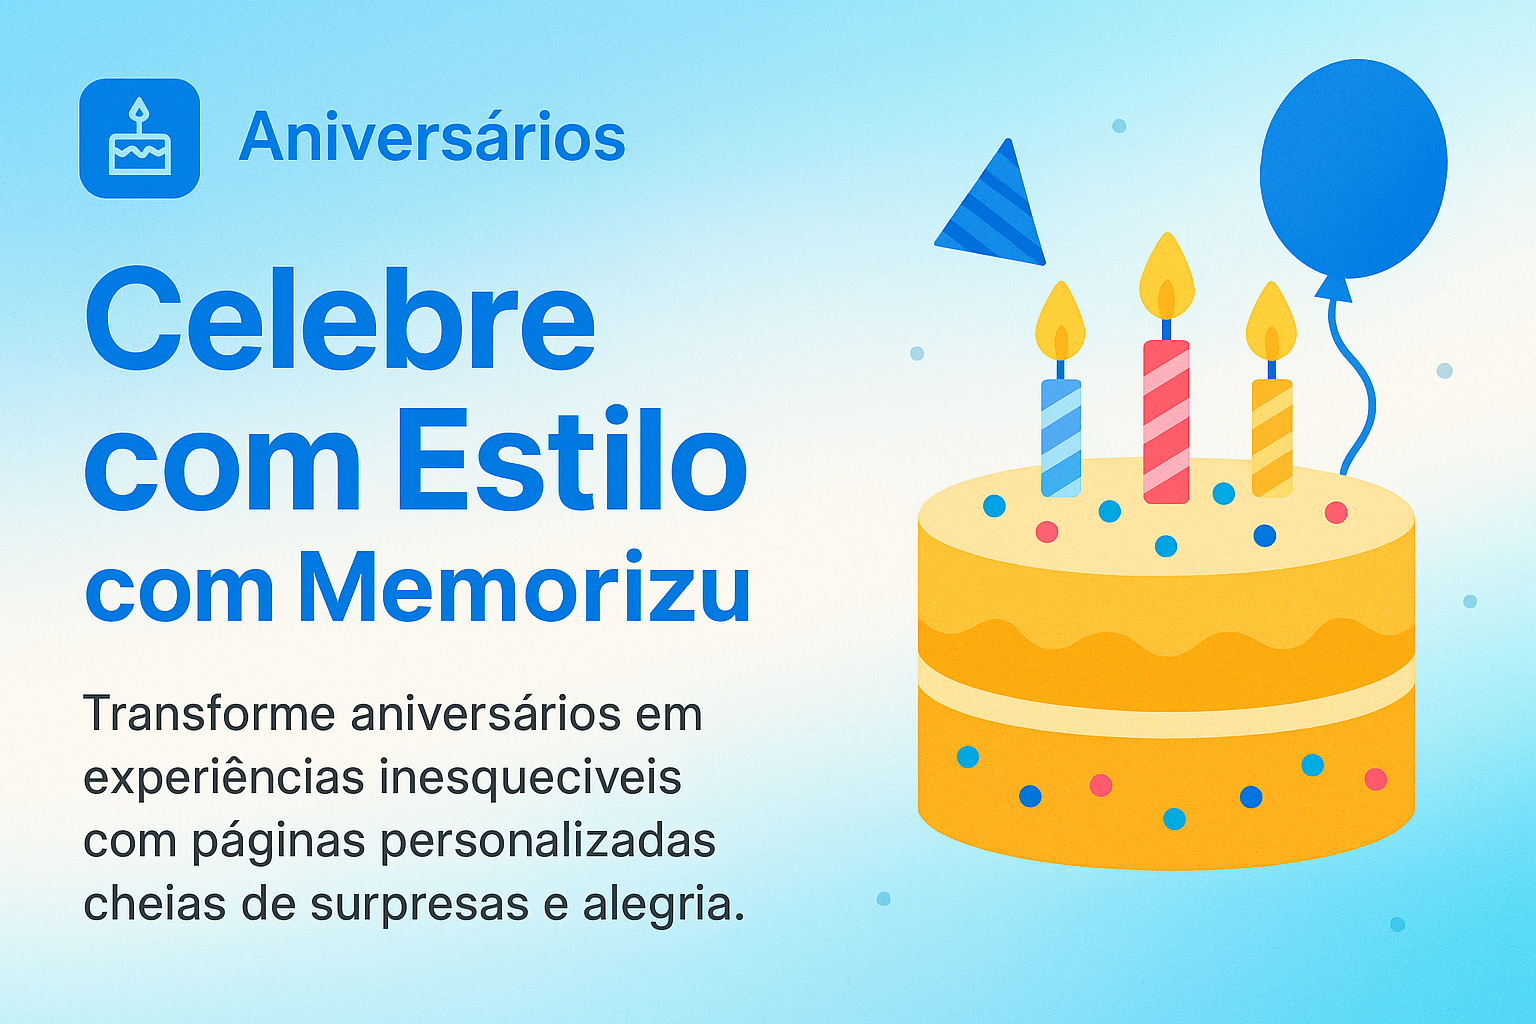 Aniversários
Celebre
com Estilo
com Memorizu
Transforme aniversários em
experiências inesqueciveis
com páginas personalizadas
cheias de surpresas e alegria.